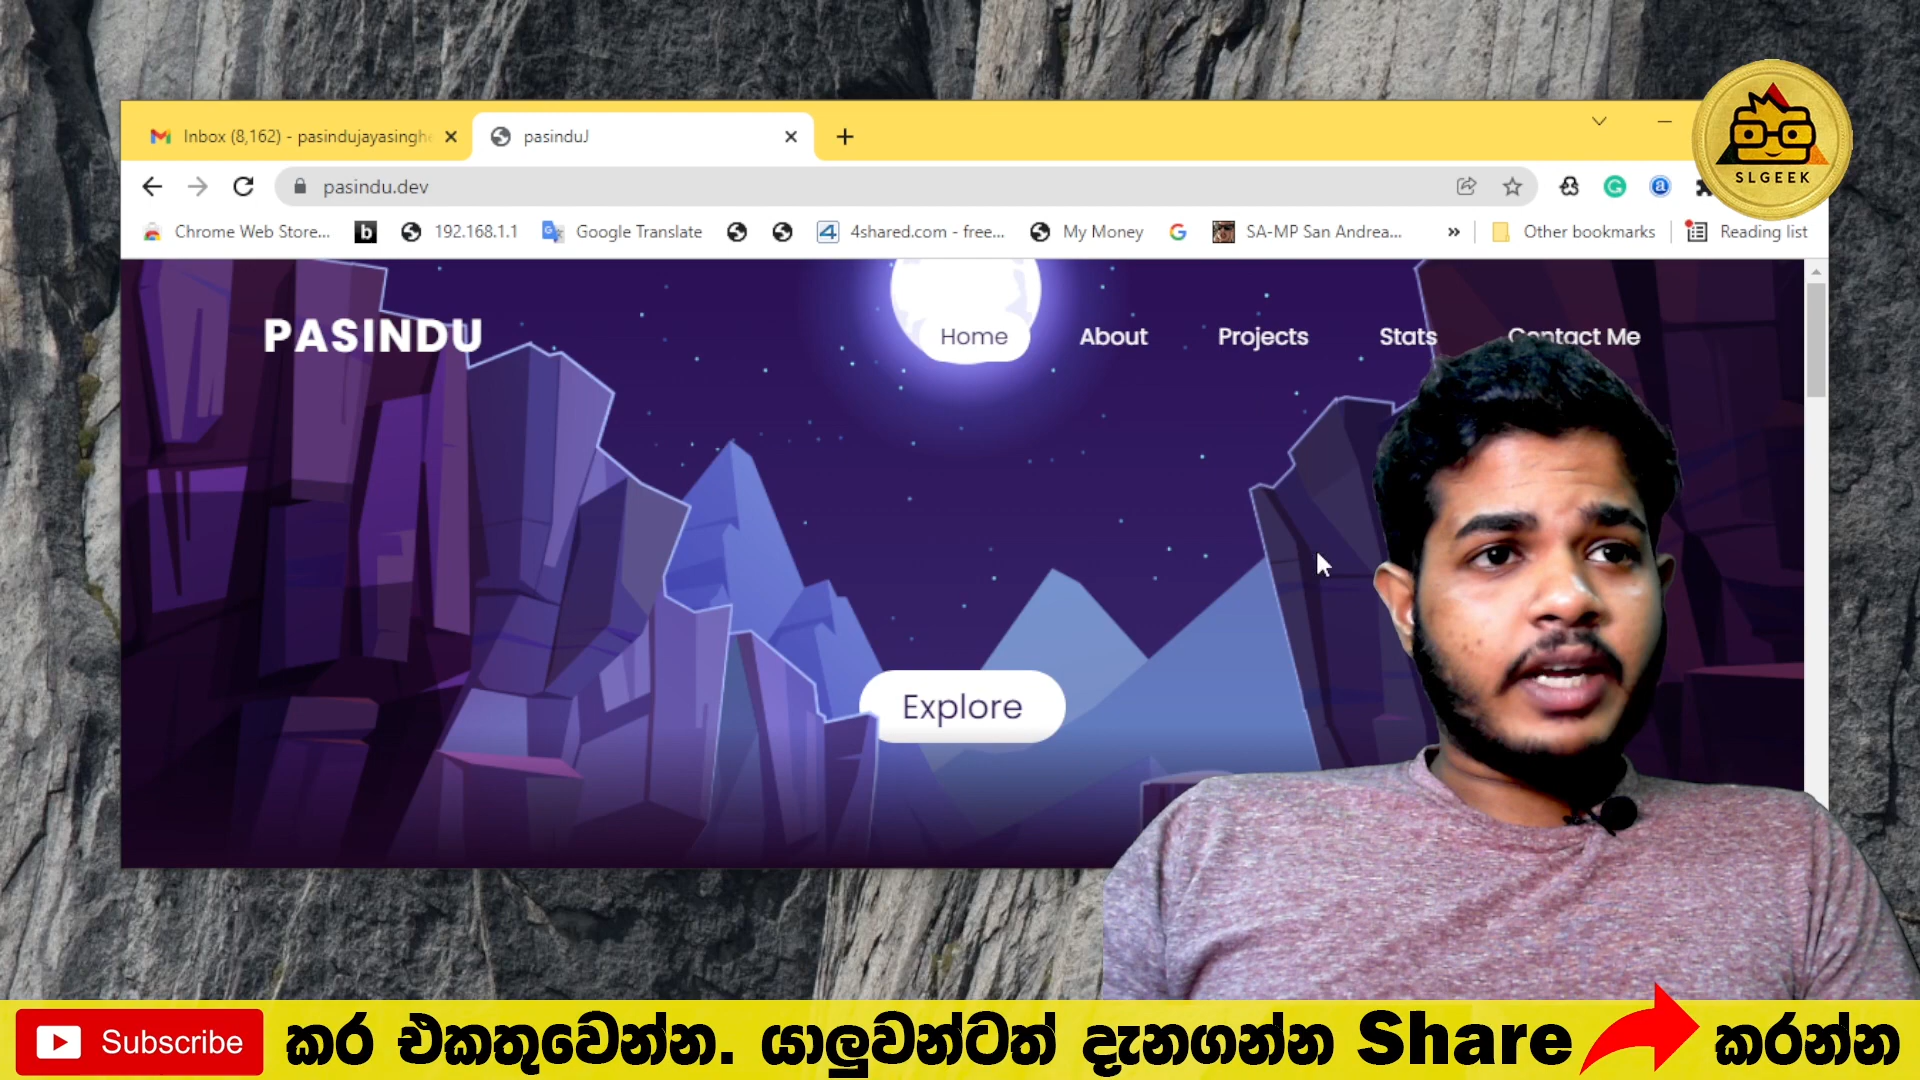 Inbox (8,162) - pasindujayasingh
pasinduJ
SLGEEK
pasindu.dev
Chrome Web Store...
b
192.168.1.1
Google Translate
4shared.com - free...
My Money
SA-MP San Andrea...
»
Other bookmarks
Reading list
PASINDU
Home
About
Projects
Stats
Contact Me
Explore
Subscribe කර එකතුවෙන්න. යාලුවන්ටත් දැනගන්න Share කරන්න